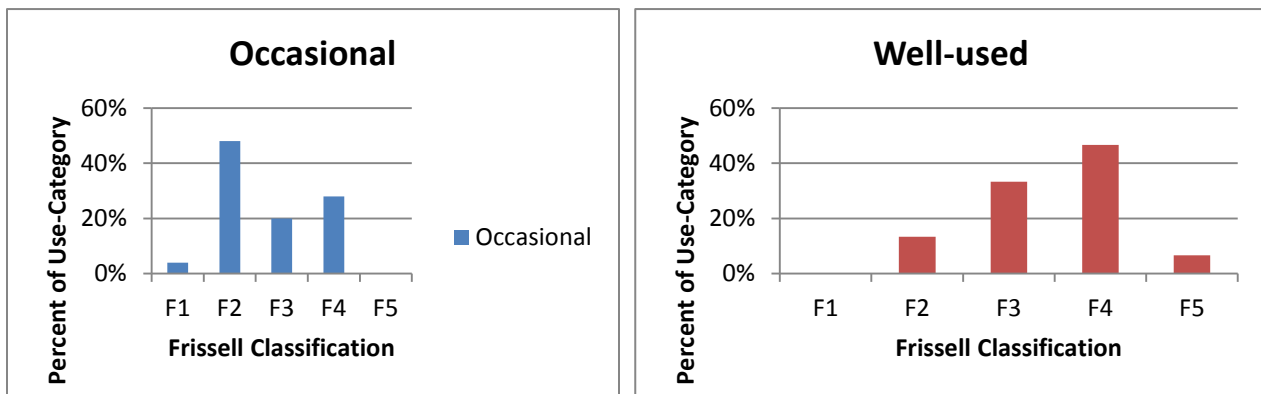 Occasional
Percent of Use-Category
60%
40%
20%
0%
F1 F2 F3 F4 F5
Frissell Classification
Occasional
Well-used
Percent of Use-Category
60%
40%
20%
0%
F1 F2 F3 F4 F5
Frissell Classification